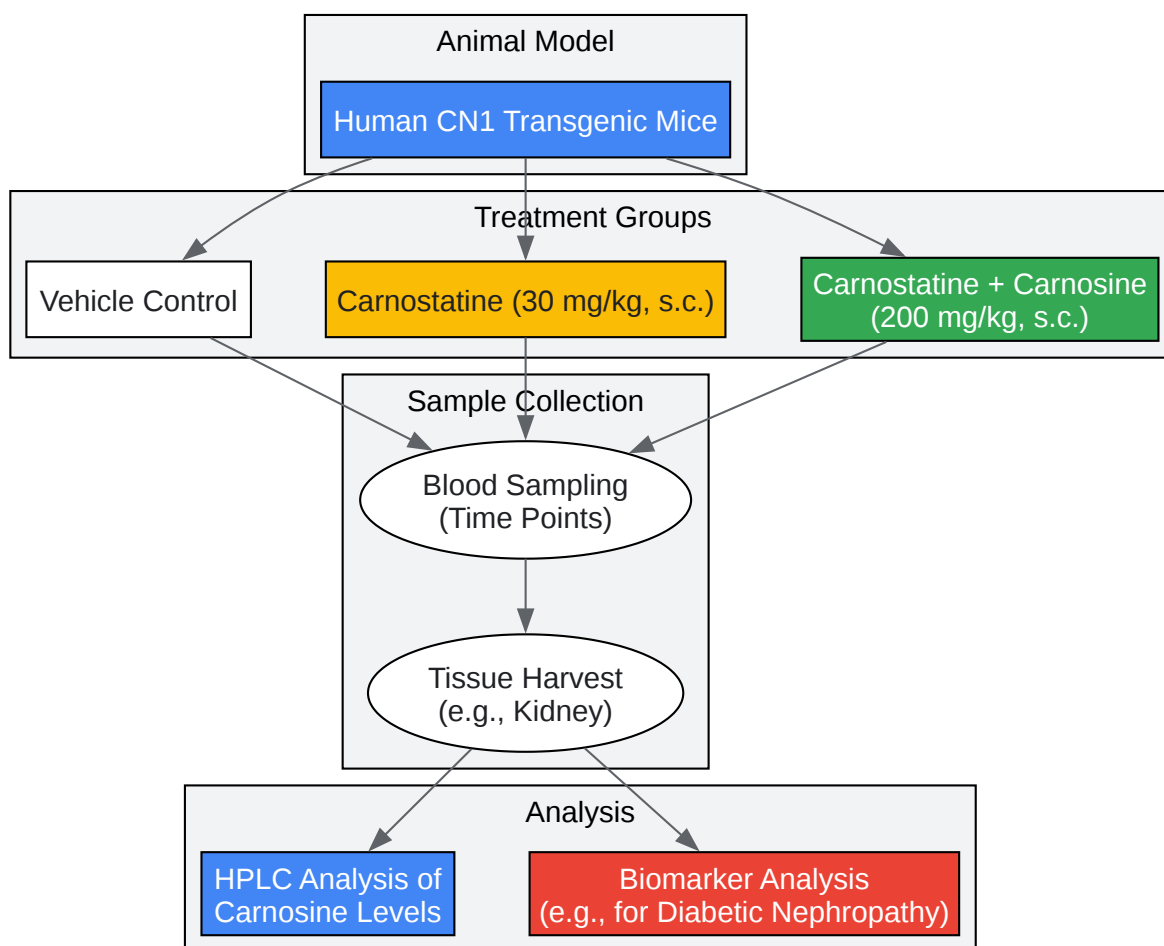 Animal Model
Human CN1 Transgenic Mice
Treatment Groups
Vehicle Control
Carnostatine (30 mg/kg, s.c.)
Carnostatine + Carnosine
(200 mg/kg, s.c.)
Sample Collection
Blood Sampling
(Time Points)
Tissue Harvest
(e.g., Kidney)
Analysis
HPLC Analysis of
Carnosine Levels
Biomarker Analysis
(e.g., for Diabetic Nephropathy)